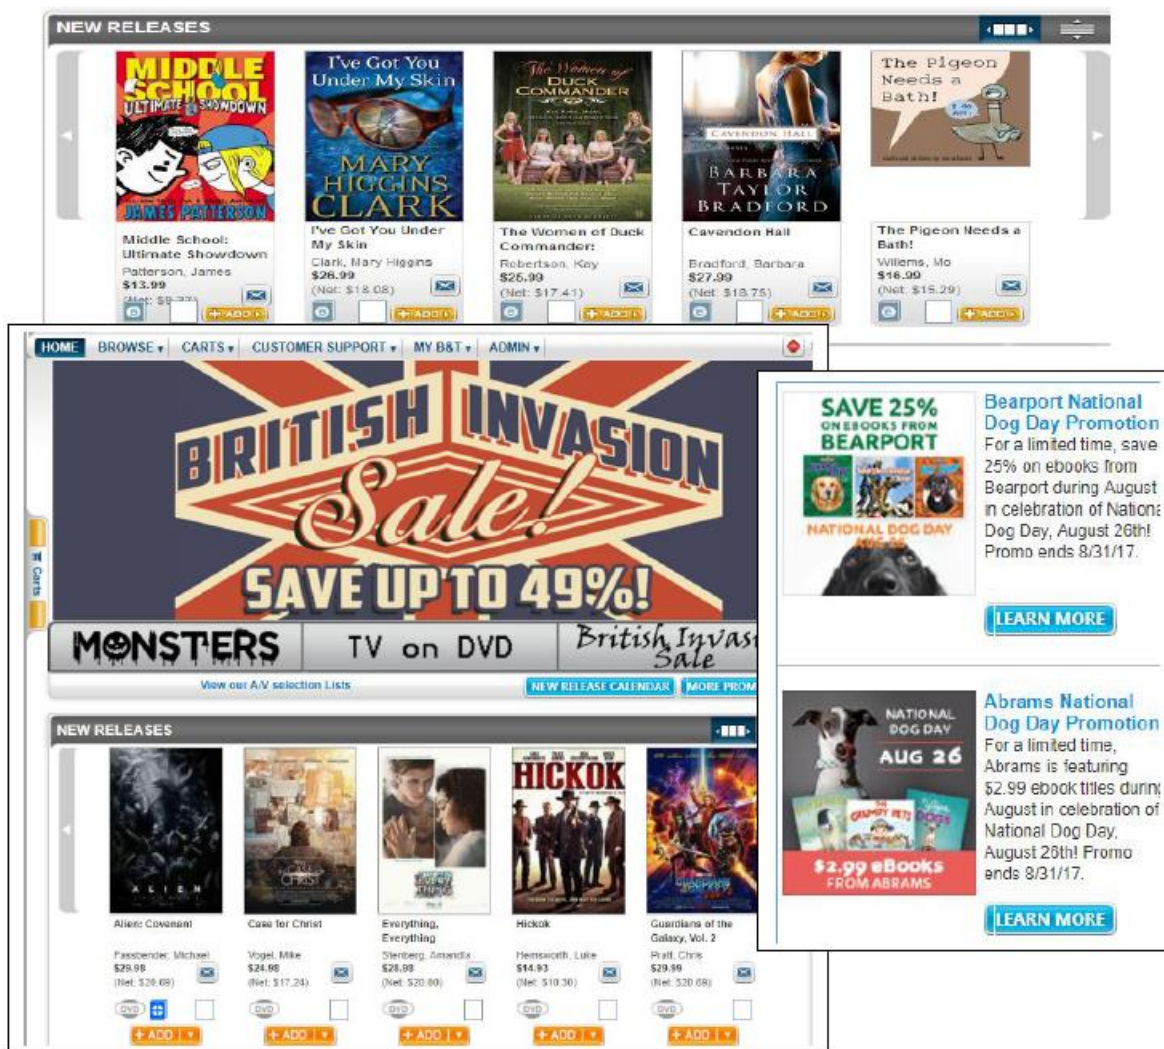 NEW RELEASES
MIDDLE SCHOOL
ULTIMATE SHOWDOWN
JAMES PATTERSON
I've Got You
Under My Skin
MARY
HIGGINS
CLARK
The Women of
DUCK
COMMANDER
CAVENDON HALL
BARBARA
TAYLOR
BRADFORD
The Pigeon
Needs a
Bath!
Middle School:
Ultimate Showdown
Patterson, James
$13.99
I've Got You Under
My Skin
Clark, Mary Higgins
$26.99
(Net: $18.08)
The Women of Duck
Commander:
Robertson, Kay
$25.99
(Net: $17.41)
Cavendon Hall
Bradford, Barbara
$27.99
(Net: $18.75)
The Pigeon Needs a
Bath!
Willems, Mo
$16.99
(Net: $15.29)
+ ADD
+ ADD
+ ADD
+ ADD
+ ADD
HOME BROWSE CARTS CUSTOMER SUPPORT MY B&T ADMIN
BRITISH INVASION
Sale!
SAVE UP TO 49%!
Carts
MONSTERS
TV on DVD
British Invas
Sale
View our A/V selection Lists
NEW RELEASE CALENDAR
MORE PROM
NEW RELEASES
ALIEN
CHRIST
HICKOK
Alien: Covenant
Fassbender, Michael
$29.98
(Net: $20.69)
DVD
+ ADD
Case for Christ
Vogel, Mike
$24.98
(Net: $17.24)
DVD
+ ADD
Everything,
Everything
Stenberg, Amandla
$28.98
(Net: $20.00)
DVD
+ ADD
Hickok
Hemsworth, Luke
$14.93
(Net: $10.30)
DVD
+ ADD
Guardians of the
Galaxy, Vol. 2
Pratt, Chris
$29.99
(Net: $20.69)
DVD
+ ADD
SAVE 25%
ON EBOOKS FROM
BEARPORT
NATIONAL DOG DAY
AUG 26
Bearport National
Dog Day Promotion
For a limited time, save
25% on ebooks from
Bearport during August
in celebration of Nationa
Dog Day, August 26th!
Promo ends 8/31/17.
LEARN MORE
NATIONAL
DOG DAY
AUG 26
GRUMPY PETS
DOGS
$2.99 eBooks
FROM ABRAMS
Abrams National
Dog Day Promotion
For a limited time,
Abrams is featuring
$2.99 ebook titles during
August in celebration of
National Dog Day,
August 26th! Promo
ends 8/31/17.
LEARN MORE